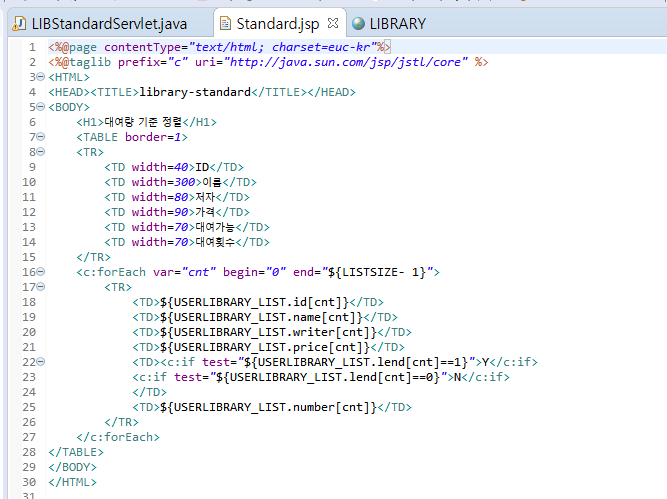 LIBStandardServlet.java Standard.jsp LIBRARY
1 <%@page contentType="text/html; charset=euc-kr"%>
2 <%@taglib prefix="c" uri="http://java.sun.com/jsp/jstl/core" %>
3 <HTML>
4 <HEAD><TITLE>library-standard</TITLE></HEAD>
5 <BODY>
6 <H1>대여량 기준 정렬</H1>
7 <TABLE border=1>
8 <TR>
9 <TD width=40>ID</TD>
10 <TD width=300>이름</TD>
11 <TD width=80>저자</TD>
12 <TD width=90>가격</TD>
13 <TD width=70>대여가능</TD>
14 <TD width=70>대여횟수</TD>
15 </TR>
16 <c:forEach var="cnt" begin="0" end="${LISTSIZE- 1}">
17 <TR>
18 <TD>${USERLIBRARY_LIST.id[cnt]}</TD>
19 <TD>${USERLIBRARY_LIST.name[cnt]}</TD>
20 <TD>${USERLIBRARY_LIST.writer[cnt]}</TD>
21 <TD>${USERLIBRARY_LIST.price[cnt]}</TD>
22 <TD><c:if test="${USERLIBRARY_LIST.lend[cnt]==1}">Y</c:if>
23 <c:if test="${USERLIBRARY_LIST.lend[cnt]==0}">N</c:if>
24 </TD>
25 <TD>${USERLIBRARY_LIST.number[cnt]}</TD>
26 </TR>
27 </c:forEach>
28 </TABLE>
29 </BODY>
30 </HTML>
31